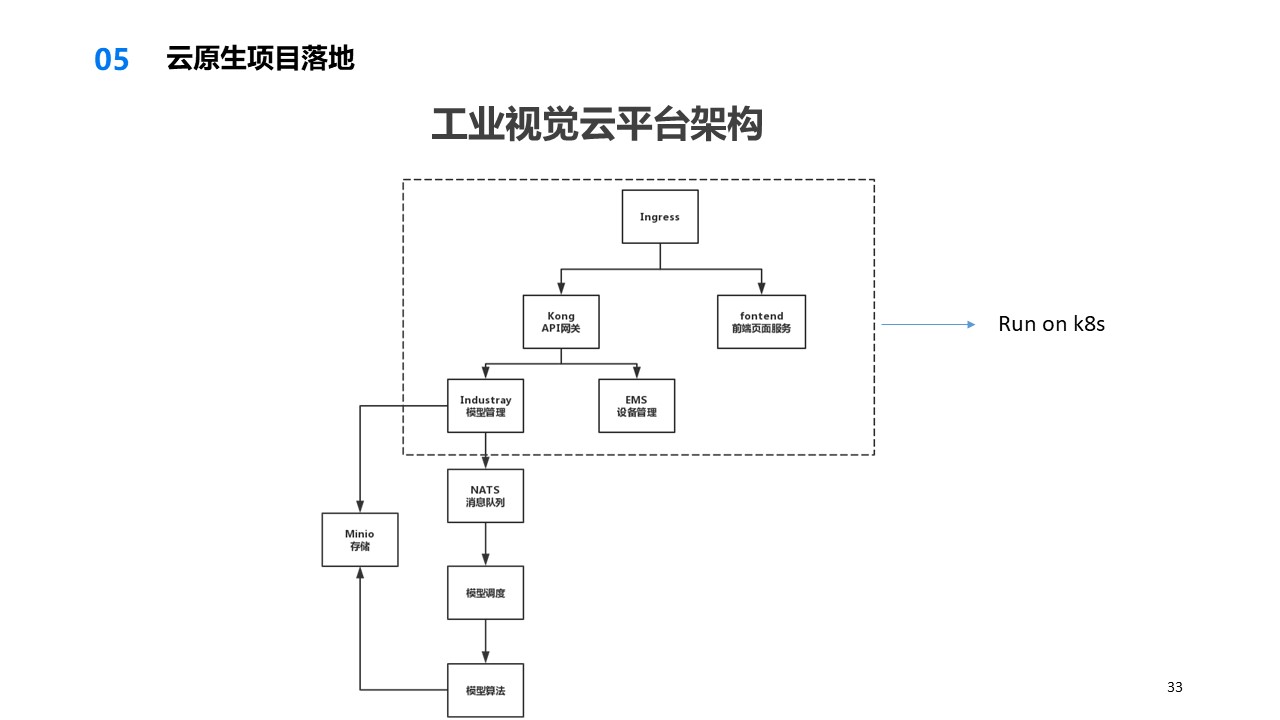 05 云原生项目落地
工业视觉云平台架构
Ingress
Kong
API网关
fontend
前端页面服务
Run on k8s
Industray
模型管理
EMS
设备管理
NATS
消息队列
Minio
存储
模型调度
模型算法
33